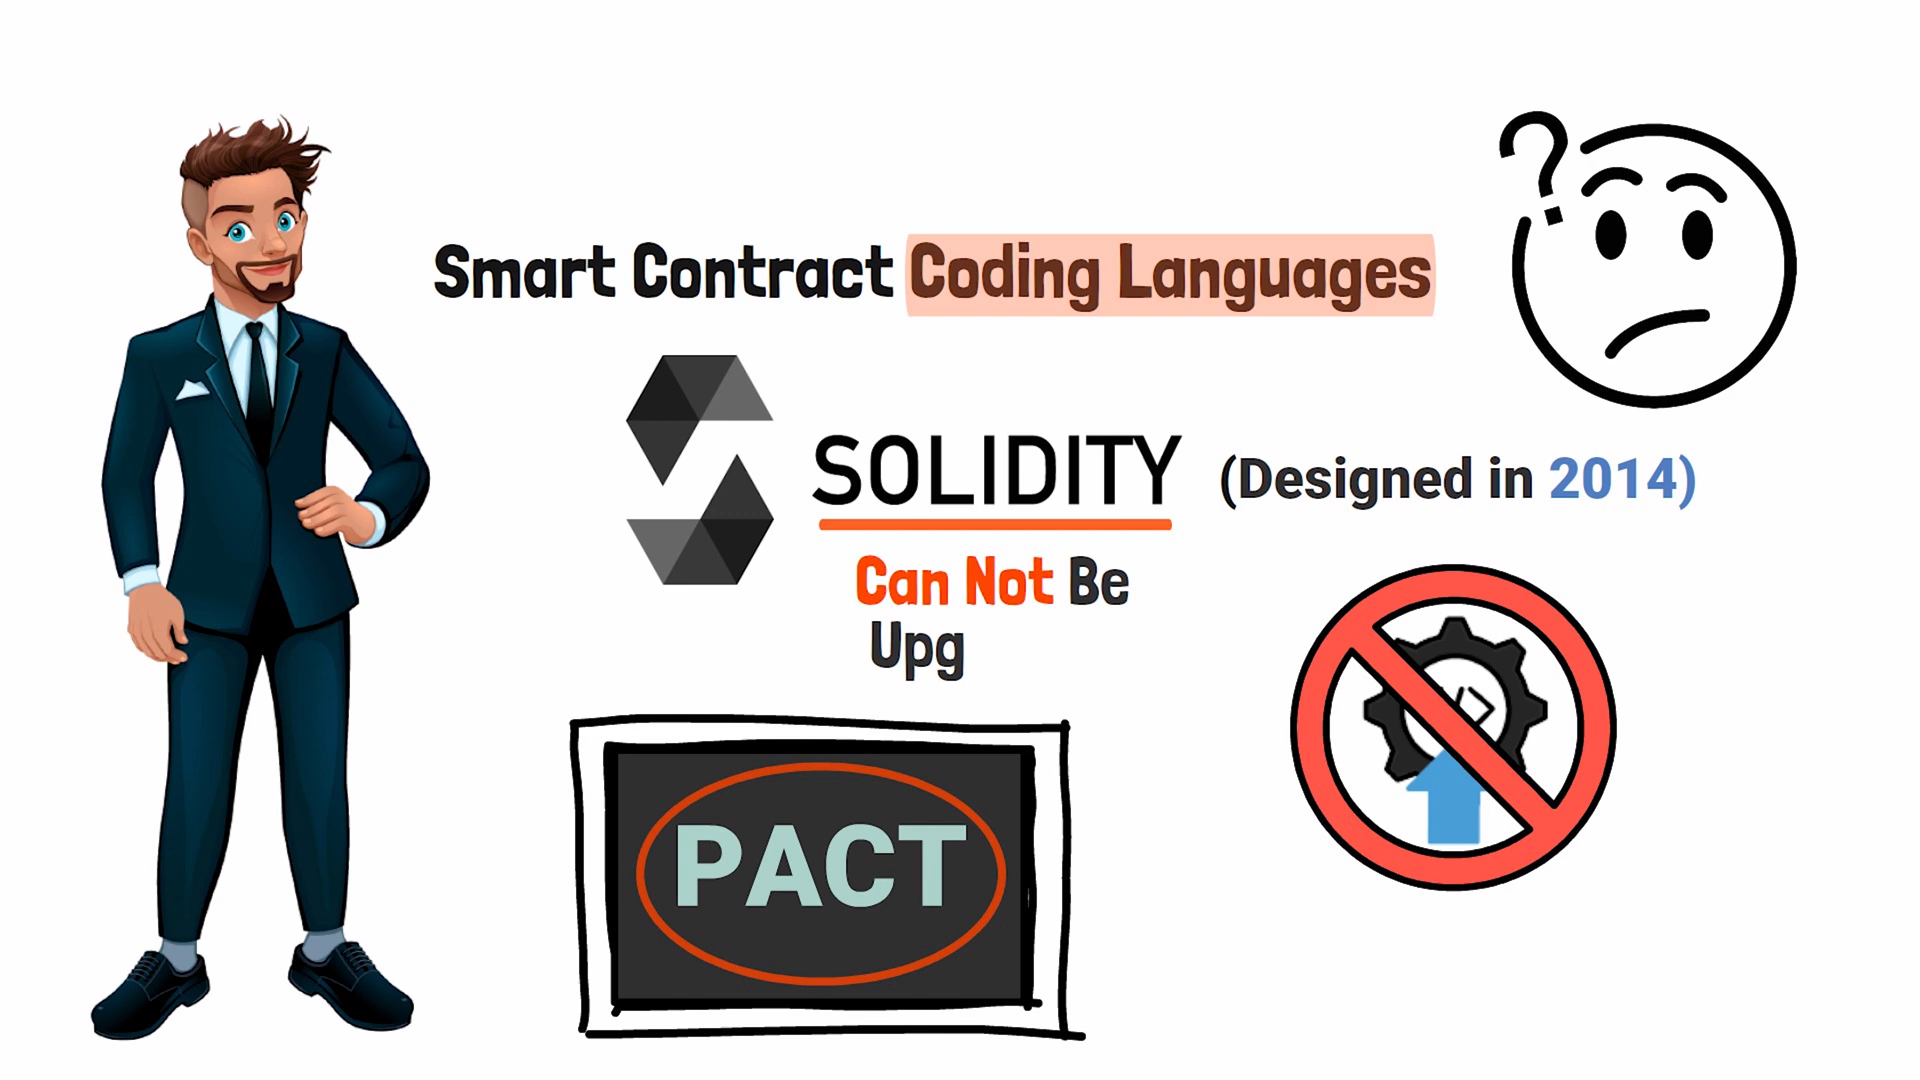 Smart Contract Coding Languages
SOLIDITY (Designed in 2014)
Can Not Be
Upg
PACT
?